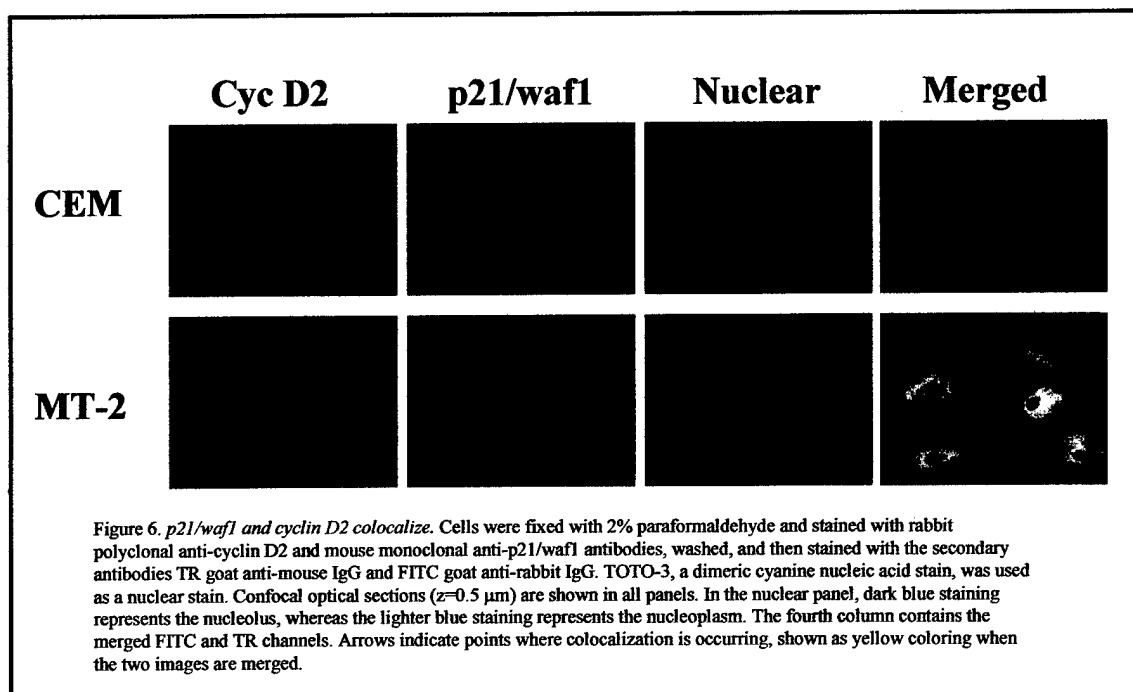 Cyc D2 p21/waf1 Nuclear Merged
CEM
MT-2
Figure 6. p21/waf1 and cyclin D2 colocalize. Cells were fixed with 2% paraformaldehyde and stained with rabbit
polyclonal anti-cyclin D2 and mouse monoclonal anti-p21/waf1 antibodies, washed, and then stained with the secondary
antibodies TR goat anti-mouse IgG and FITC goat anti-rabbit IgG. TOTO-3, a dimeric cyanine nucleic acid stain, was used
as a nuclear stain. Confocal optical sections (z=0.5 μm) are shown in all panels. In the nuclear panel, dark blue staining
represents the nucleolus, whereas the lighter blue staining represents the nucleoplasm. The fourth column contains the
merged FITC and TR channels. Arrows indicate points where colocalization is occurring, shown as yellow coloring when
the two images are merged.